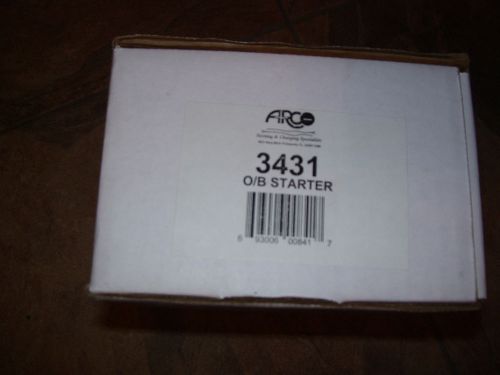 ARCO
Starting & Charging Specialists
3431
O/B STARTER
6 93006 00841 7